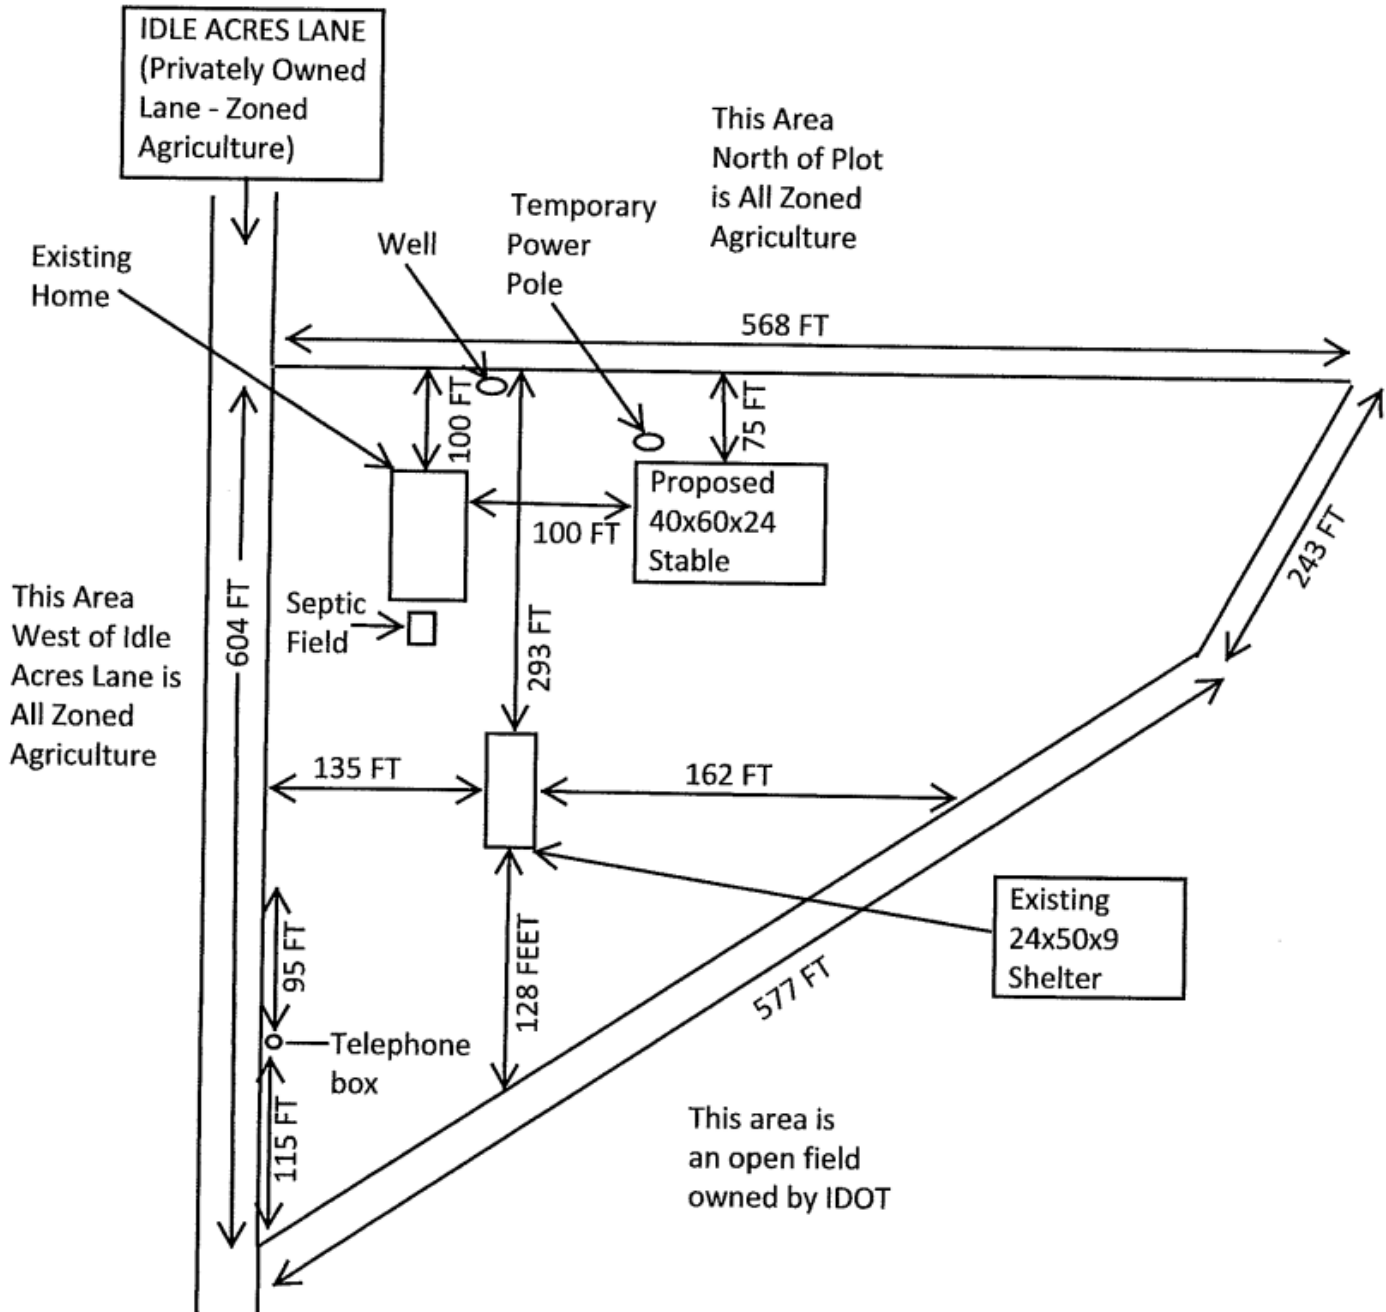 IDLE ACRES LANE
(Privately Owned
Lane - Zoned
Agriculture)
This Area
North of Plot
is All Zoned
Agriculture
Temporary
Power
Pole
Well
Existing
Home
568 FT
100 FT
75 FT
Proposed
40x60x24
Stable
100 FT
243 FT
604 FT
This Area
West of Idle
Acres Lane is
All Zoned
Agriculture
Septic
Field
293 FT
135 FT
162 FT
Existing
24x50x9
Shelter
95 FT
128 FEET
577 FT
Telephone
box
115 FT
This area is
an open field
owned by IDOT